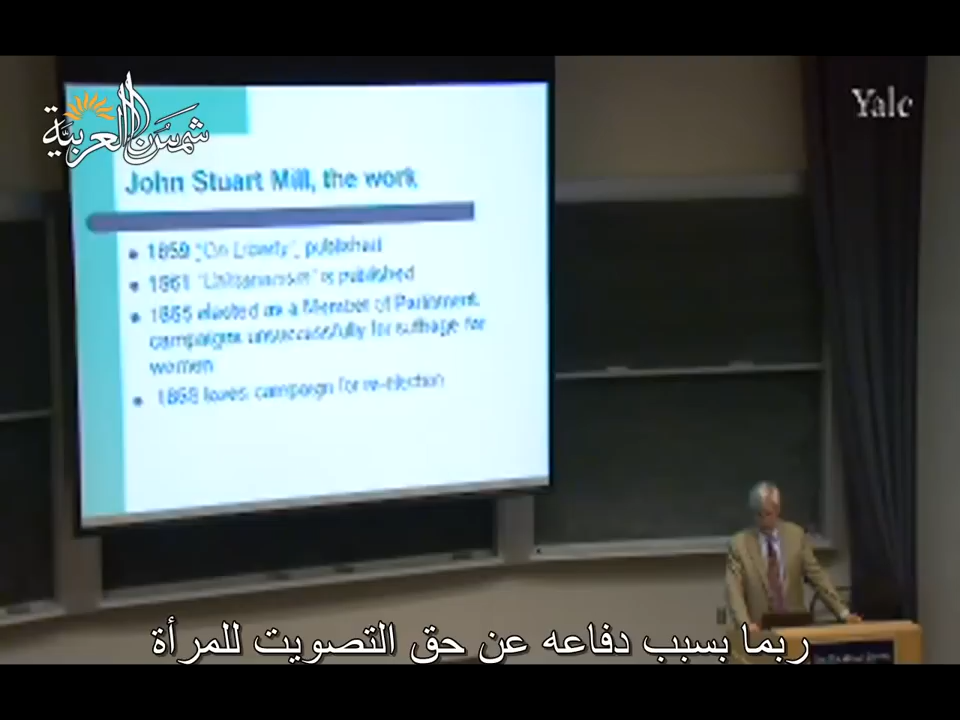 شمس العربية
Yale
John Stuart Mill, the work
1859 "On Liberty", published
1861 "Utilitarianism" is published
1865 elected as a Member of Parliament, campaigns unsuccessfully for suffrage for women
1868 loses campaign for re-election
ربما بسبب دفاعه عن حق التصويت للمرأة